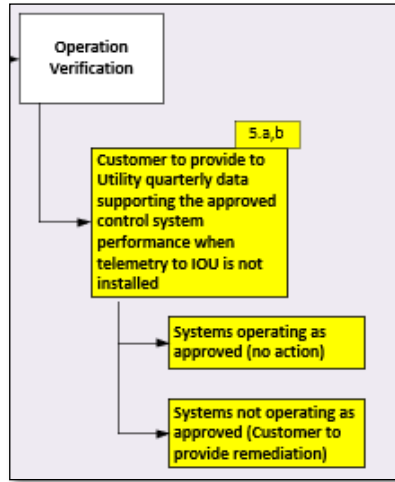 Operation
Verification
5.a,b
Customer to provide to
Utility quarterly data
supporting the approved
control system
performance when
telemetry to IOU is not
installed
Systems operating as
approved (no action)
Systems not operating as
approved (Customer to
provide remediation)